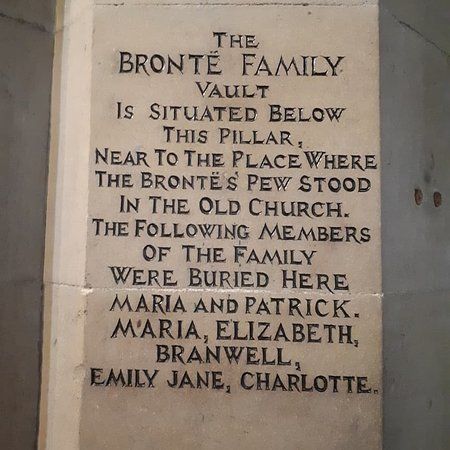 THE
BRONTË FAMILY
VAULT
IS SITUATED BELOW
THIS PILLAR,
NEAR TO THE PLACE WHERE
THE BRONTËS PEW STOOD
IN THE OLD CHURCH.
THE FOLLOWING MEMBERS
OF THE FAMILY
WERE BURIED HERE
MARIA AND PATRICK.
MARIA, ELIZABETH,
BRANWELL,
EMILY JANE, CHARLOTTE.